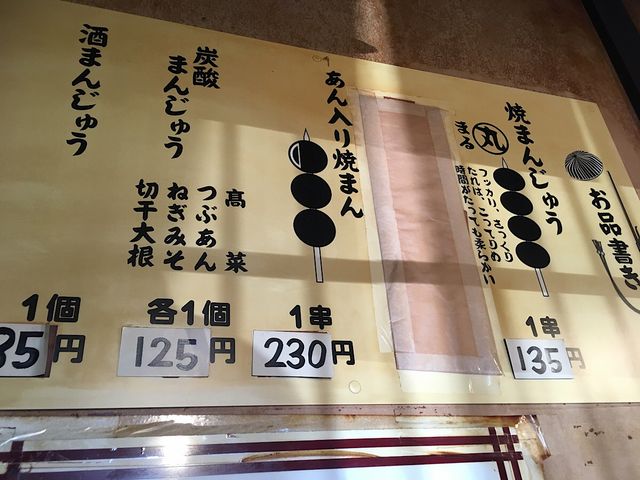 お品書き
焼まんじゅう
丸
まる
フックリ、さっくり
たれは、こってりの
時間がたっても柔らかい
1串
135円
あん入り焼まん
1串
230円
炭酸
まんじゅう
高菜
つぶあん
ねぎみそ
切干大根
各1個
125円
酒まんじゅう
1個
35円